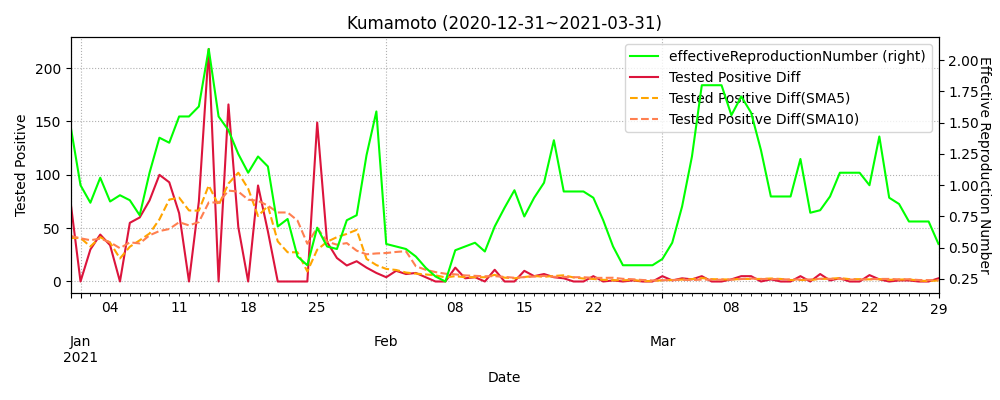 Kumamoto (2020-12-31~2021-03-31)
effectiveReproductionNumber (right)
Tested Positive Diff
Tested Positive Diff(SMA5)
Tested Positive Diff(SMA10)
Tested Positive
200
150
100
50
0
Effective Reproduction Number
2.00
1.75
1.50
1.25
1.00
0.75
0.50
0.25
04 11 18 25 08 15 22 08 15 22 29
Jan Feb Mar
2021
Date